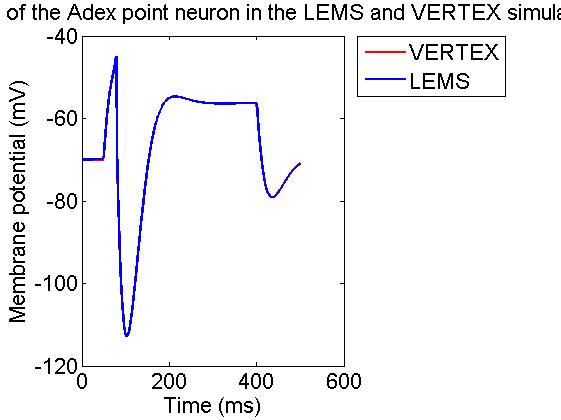 of the Adex point neuron in the LEMS and VERTEX simula
-40
-60
-80
-100
-120
Membrane potential (mV)
0 200 400 600
Time (ms)
VERTEX
LEMS